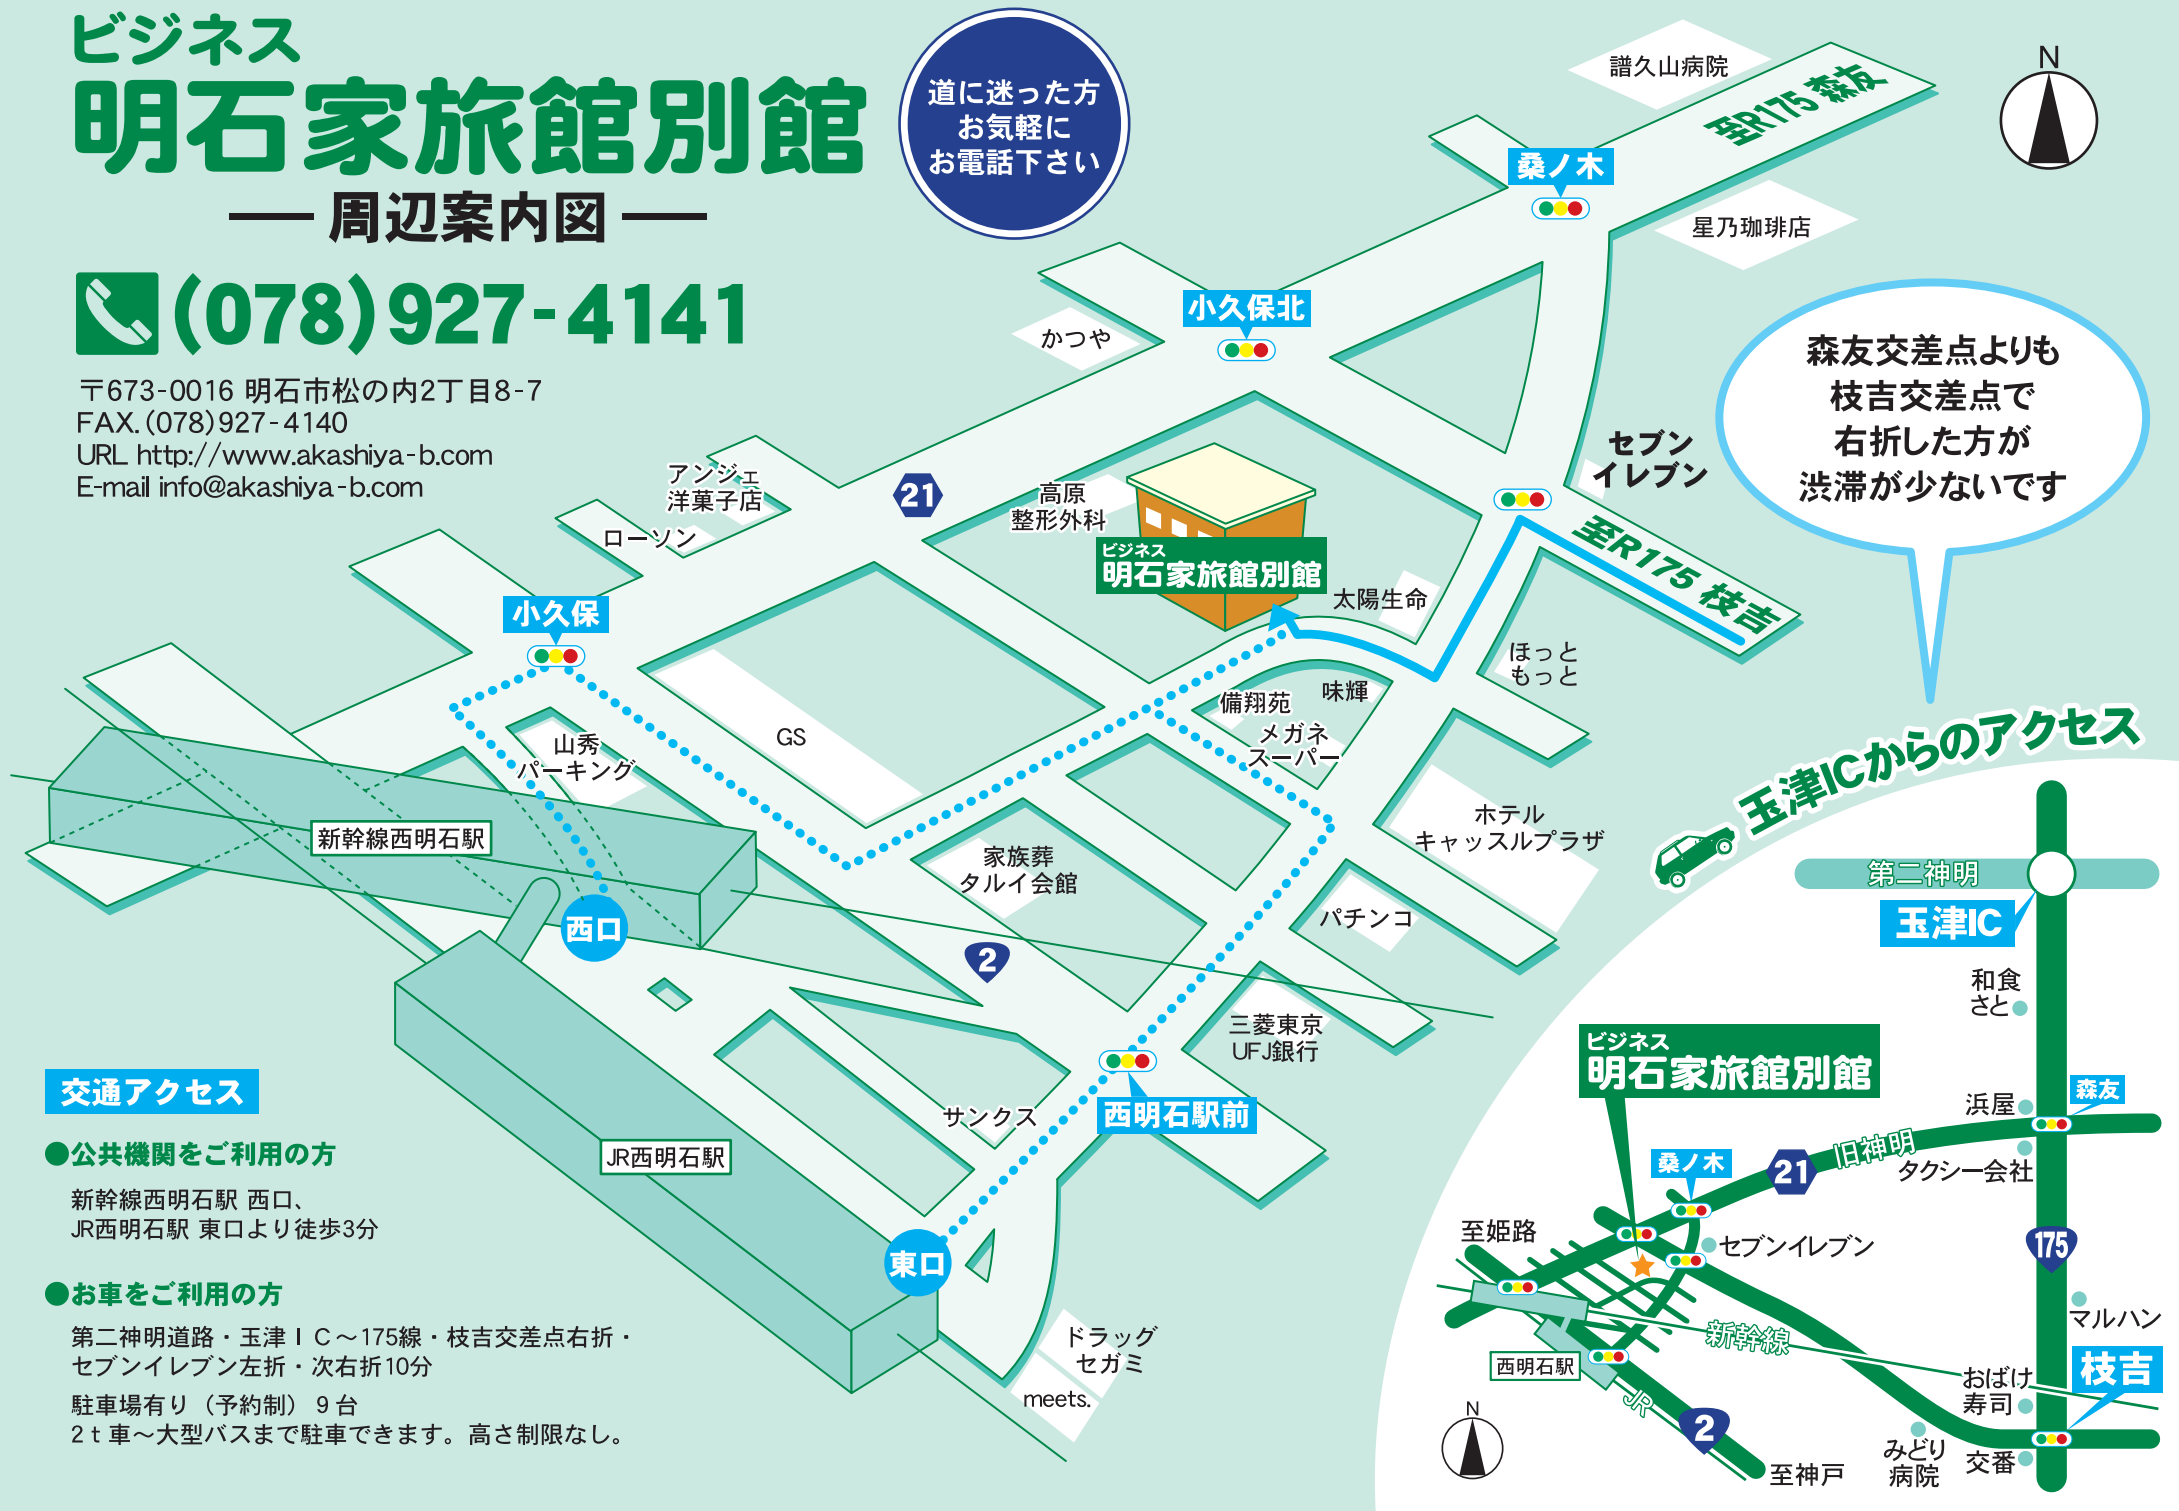 ビジネス
明石家旅館別館
周辺案内図
(078)927-4141
〒673-0016 明石市松の内2丁目8-7
FAX.(078)927-4140
URL http://www.akashiya-b.com
E-mail info@akashiya-b.com
道に迷った方
お気軽に
お電話下さい
譜久山病院
至R175 森友
N
桑ノ木
星乃珈琲店
小久保北
かつや
森友交差点よりも
枝吉交差点で
右折した方が
渋滞が少ないです
セブン
イレブン
アンジェ
洋菓子店
21
高原
整形外科
ローソン
ビジネス
明石家旅館別館
至R175 枝吉
太陽生命
小久保
ほっと
もっと
味輝
備翔苑
メガネ
スーパー
GS
山秀
パーキング
新幹線西明石駅
ホテル
キャッスルプラザ
家族葬
タルイ会館
パチンコ
西口
2
三菱東京
UFJ銀行
サンクス
西明石駅前
JR西明石駅
東口
ドラッグ
セガミ
meets.
交通アクセス
●公共機関をご利用の方
新幹線西明石駅 西口、
JR西明石駅 東口より徒歩3分
●お車をご利用の方
第二神明道路・玉津ＩＣ～175線・枝吉交差点右折・
セブンイレブン左折・次右折10分
駐車場有り（予約制） 9台
2ｔ車～大型バスまで駐車できます。高さ制限なし。
玉津ICからのアクセス
第二神明
玉津IC
和食
さと
ビジネス
明石家旅館別館
浜屋
森友
旧神明
21
タクシー会社
桑ノ木
至姫路
セブンイレブン
175
マルハン
新幹線
枝吉
西明石駅
おばけ
寿司
JR
N
2
みどり
病院
交番
至神戸